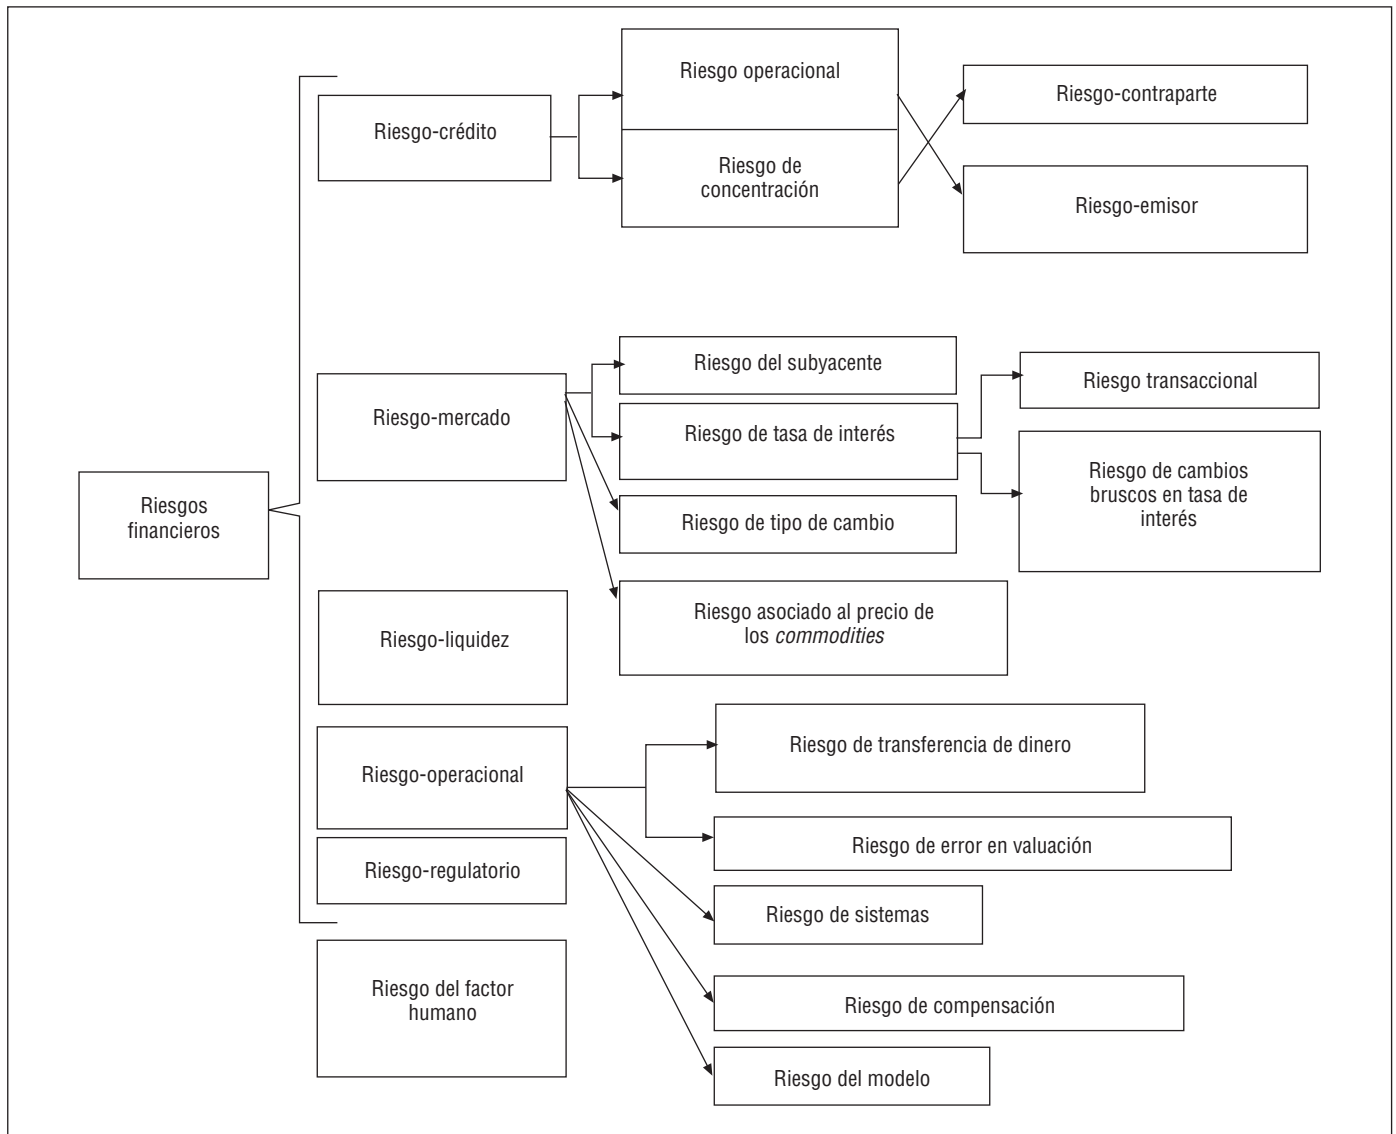 Riesgos
financieros
Riesgo-crédito
Riesgo operacional
Riesgo de
concentración
Riesgo-contraparte
Riesgo-emisor
Riesgo-mercado
Riesgo del subyacente
Riesgo de tasa de interés
Riesgo de tipo de cambio
Riesgo asociado al precio de
los commodities
Riesgo transaccional
Riesgo de cambios
bruscos en tasa de
interés
Riesgo-liquidez
Riesgo-operacional
Riesgo de transferencia de dinero
Riesgo de error en valuación
Riesgo de sistemas
Riesgo de compensación
Riesgo del modelo
Riesgo-regulatorio
Riesgo del factor
humano